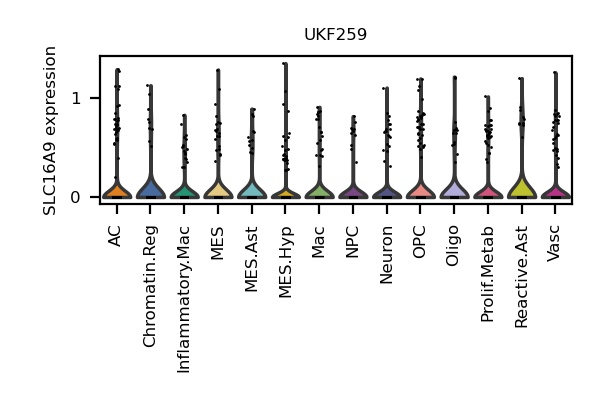 UKF259
SLC16A9 expression
1
0
AC
Chromatin.Reg
Inflammatory.Mac
MES
MES.Ast
MES.Hyp
Mac
NPC
Neuron
OPC
Oligo
Prolif.Metab
Reactive.Ast
Vasc